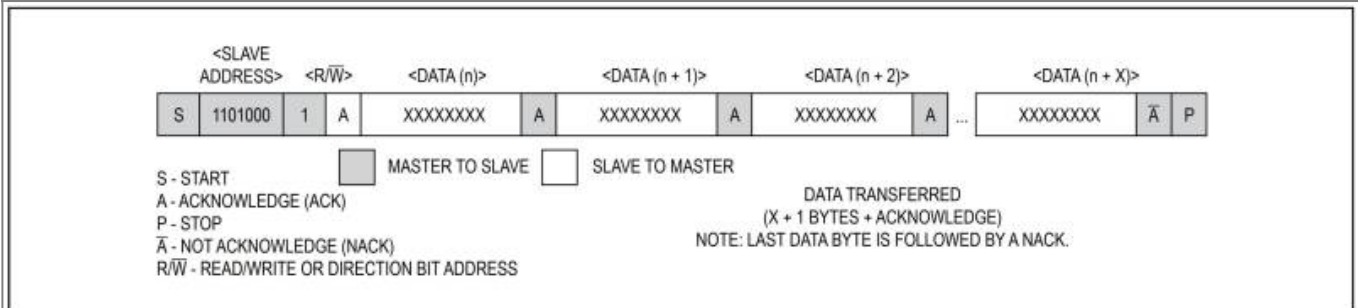 <SLAVE
ADDRESS> <R/W̅> <DATA (n)> <DATA (n + 1)> <DATA (n + 2)> <DATA (n + X)>
S 1101000 1 A XXXXXXXX A XXXXXXXX A XXXXXXXX A ... XXXXXXXX A̅ P
MASTER TO SLAVE SLAVE TO MASTER
S - START
A - ACKNOWLEDGE (ACK)
P - STOP
A̅ - NOT ACKNOWLEDGE (NACK)
R/W̅ - READ/WRITE OR DIRECTION BIT ADDRESS
DATA TRANSFERRED
(X + 1 BYTES + ACKNOWLEDGE)
NOTE: LAST DATA BYTE IS FOLLOWED BY A NACK.